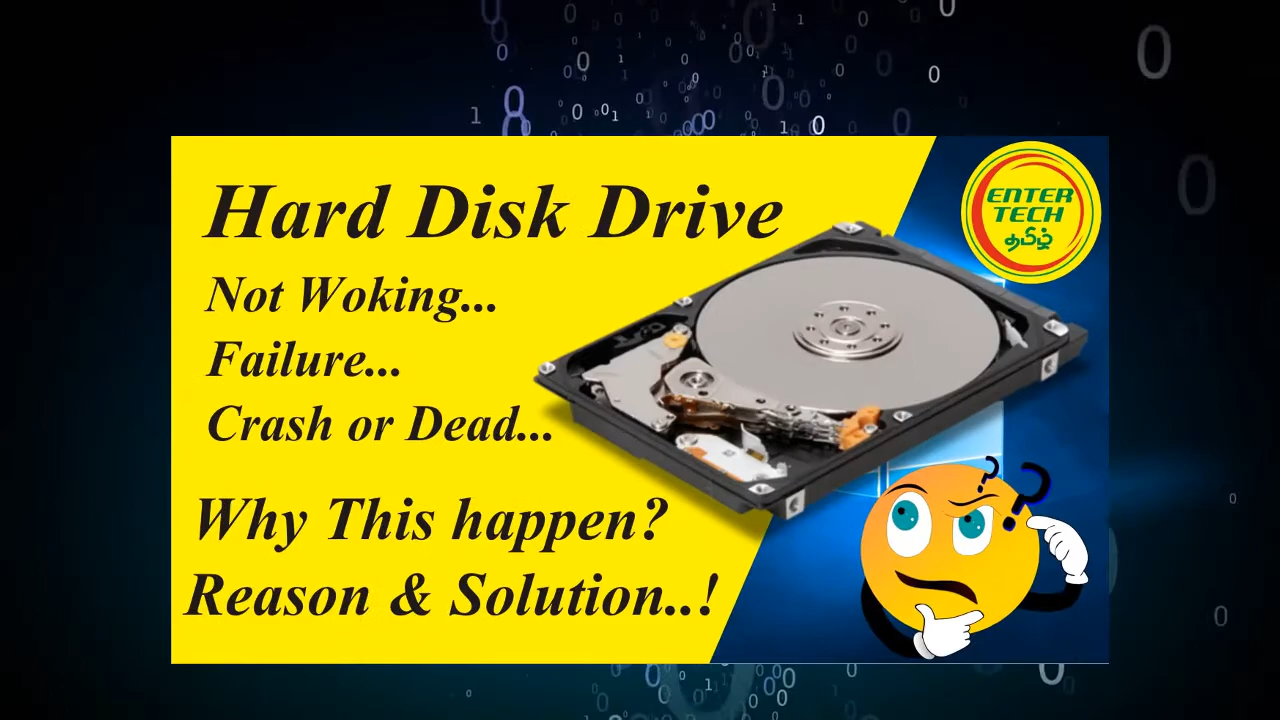 Hard Disk Drive
Not Woking...
Failure...
Crash or Dead...
Why This happen?
Reason & Solution..!
ENTER
TECH
தமிழ்